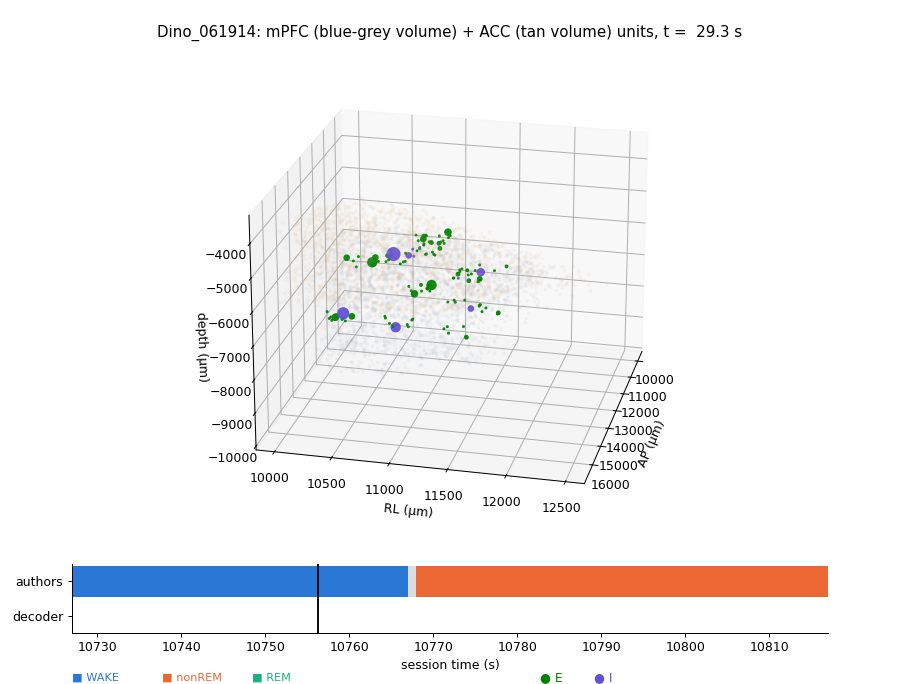 Dino_061914: mPFC (blue-grey volume) + ACC (tan volume) units, t =  29.3 s
−4000
−5000
−6000
−7000
−8000
−9000
−10000
depth (μm)
10000
10500
11000
11500
12000
12500
RL (μm)
10000
11000
12000
13000
14000
15000
16000
AP (μm)
authors
decoder
10730 10740 10750 10760 10770 10780 10790 10800 10810
session time (s)
WAKE nonREM REM E I